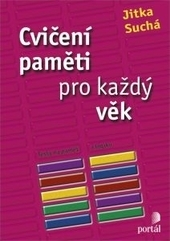 Jitka
Suchá
Cvičení
paměti
pro každý
věk
portál